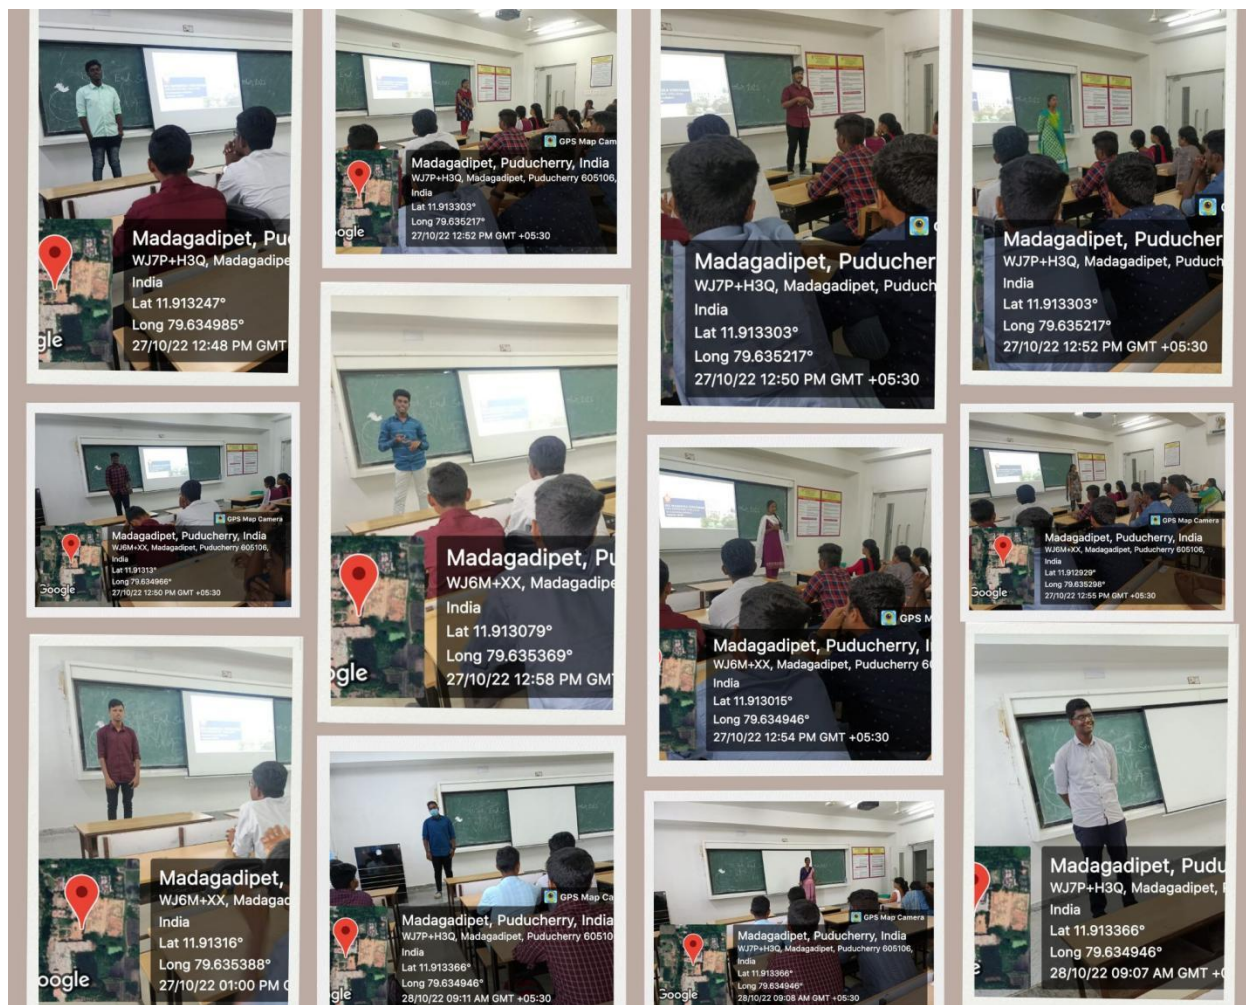 Madagadipet, Pu
WJ7P+H3Q, Madagadipe
India
Lat 11.913247°
Long 79.634985°
27/10/22 12:48 PM GMT
gle
GPS Map Cam
Madagadipet, Puducherry, India
WJ7P+H3Q, Madagadipet, Puducherry 605106,
India
Lat 11.913303°
Long 79.635217°
27/10/22 12:52 PM GMT +05:30
ogle
Madagadipet, Puducher
WJ7P+H3Q, Madagadipet, Puduch
India
Lat 11.913303°
Long 79.635217°
27/10/22 12:50 PM GMT +05:30
Madagadipet, Puducher
WJ7P+H3Q, Madagadipet, Puduch
India
Lat 11.913303°
Long 79.635217°
27/10/22 12:52 PM GMT +05:30
GPS Map Camera
Madagadipet, Puducherry, India
WJ6M+XX, Madagadipet, Puducherry 605106,
India
Lat 11.91313°
Long 79.634966°
27/10/22 12:50 PM GMT +05:30
Google
End
Madagadipet, Pu
WJ6M+XX, Madagadipe
India
Lat 11.913079°
Long 79.635369°
27/10/22 12:58 PM GMT
ogle
GPS M
Madagadipet, Puducherry, I
WJ6M+XX, Madagadipet, Puducherry 6
India
Lat 11.913015°
Long 79.634946°
27/10/22 12:54 PM GMT +05:30
GPS Map Camera
Madagadipet, Puducherry, India
WJ6M+XX, Madagadipet, Puducherry 605106,
India
Lat 11.912929°
Long 79.635298°
27/10/22 12:55 PM GMT +05:30
Google
Madagadipet,
WJ6M+XX, Madagad
India
Lat 11.91316°
Long 79.635388°
27/10/22 01:00 PM G
oogle
GPS Map Ca
Madagadipet, Puducherry, India
WJ7P+H3Q, Madagadipet, Puducherry 60510
India
Lat 11.913366°
Long 79.634946°
28/10/22 09:11 AM GMT +05:30
ogle
GPS Map Camera
Madagadipet, Puducherry, India
WJ7P+H3Q, Madagadipet, Puducherry 605106,
India
Lat 11.913366°
Long 79.634946°
28/10/22 09:08 AM GMT +05:30
Google
Madagadipet, Pudu
WJ7P+H3Q, Madagadipet,
India
Lat 11.913366°
Long 79.634946°
28/10/22 09:07 AM GMT +0
e